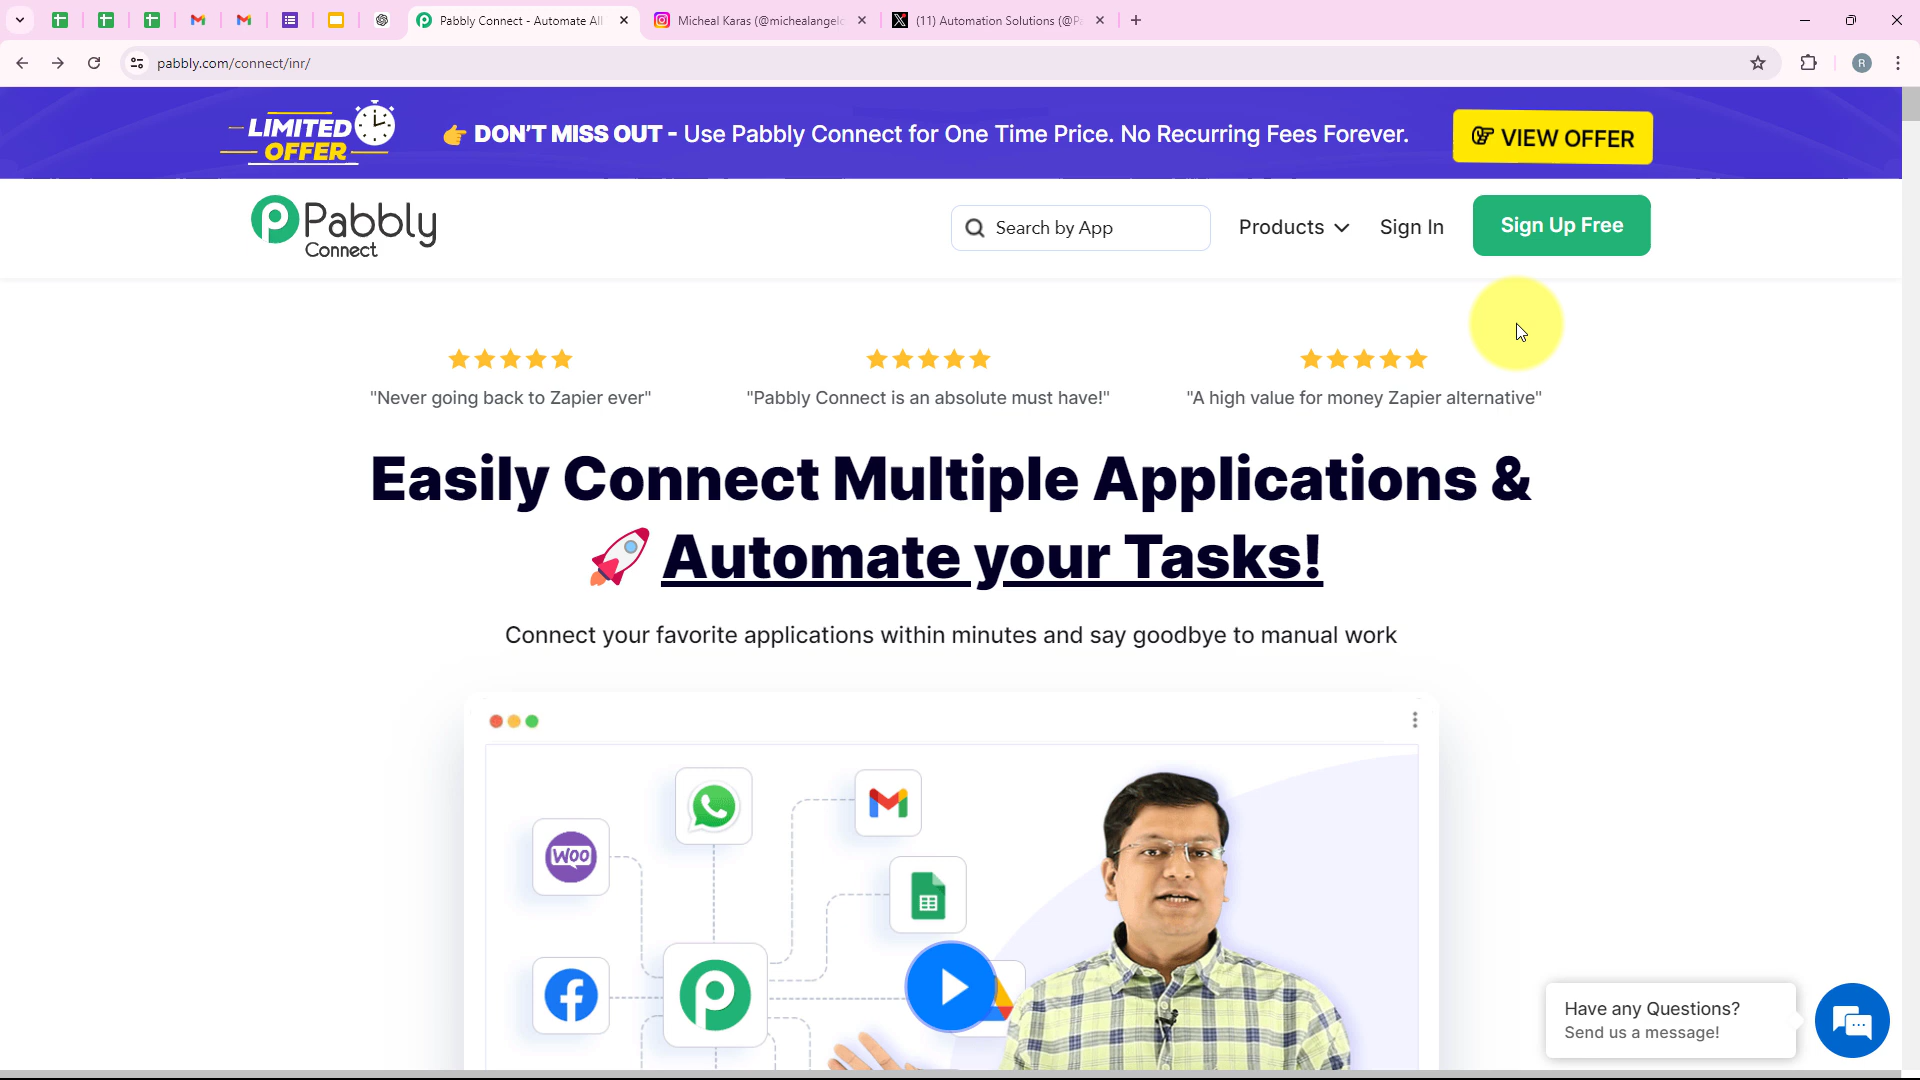 Pabbly Connect - Automate All
Micheal Karas (@michealangelo
(11) Automation Solutions (@Pa
pabbly.com/connect/inr/
R
LIMITED
OFFER
👉 DON'T MISS OUT - Use Pabbly Connect for One Time Price. No Recurring Fees Forever.
VIEW OFFER
Pabbly
Connect
Search by App
Products
Sign In
Sign Up Free
"Never going back to Zapier ever"
"Pabbly Connect is an absolute must have!"
"A high value for money Zapier alternative"
Easily Connect Multiple Applications &
🚀 Automate your Tasks!
Connect your favorite applications within minutes and say goodbye to manual work
WOO
Have any Questions?
Send us a message!